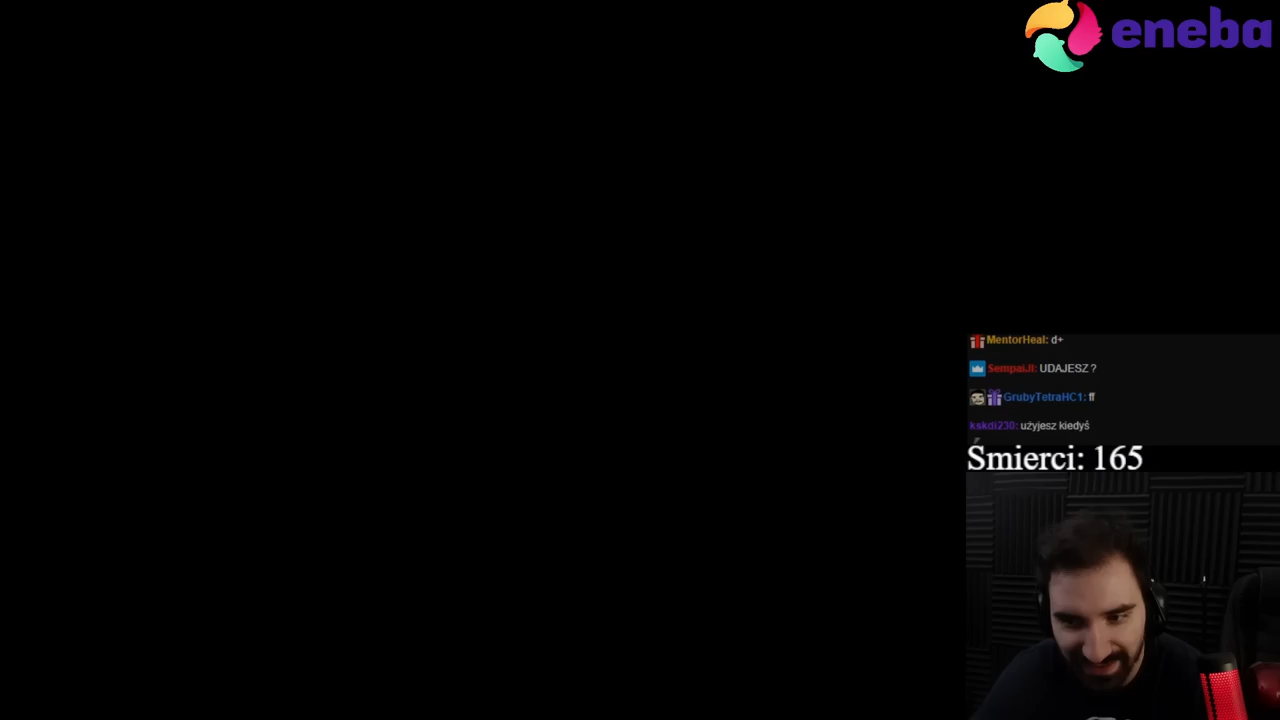 eneba
MentorHeal: d+
SempaiJI: UDAJESZ ?
GrubyTetraHC1: ff
kskdi230: użyjesz kiedyś
Śmierci: 165